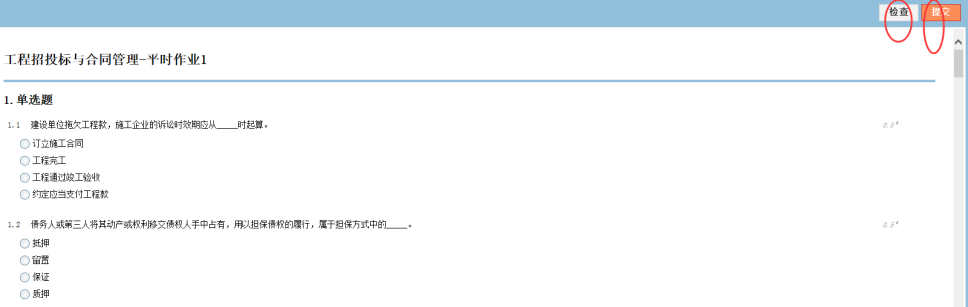 检查 提交
工程招投标与合同管理-平时作业1
1. 单选题
1.1 建设单位拖欠工程款，施工企业的诉讼时效期应从____时起算。 0.5'
订立施工合同
工程完工
工程通过竣工验收
约定应当支付工程款
1.2 债务人或第三人将其动产或权利移交债权人手中占有，用以担保债权的履行，属于担保方式中的____。 0.5'
抵押
留置
保证
质押